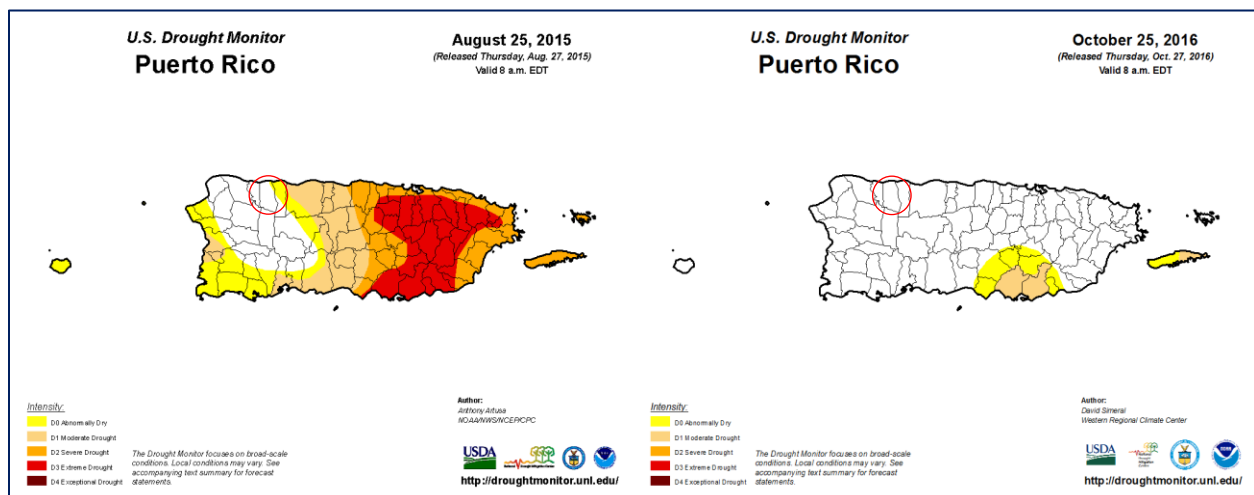 U.S. Drought Monitor
Puerto Rico
August 25, 2015
(Released Thursday, Aug. 27, 2015)
Valid 8 a.m. EDT
Intensity:
D0 Abnormally Dry
D1 Moderate Drought
D2 Severe Drought
D3 Extreme Drought
D4 Exceptional Drought
The Drought Monitor focuses on broad-scale
conditions. Local conditions may vary. See
accompanying text summary for forecast
statements.
Author:
Anthony Artusa
NOAA/NWS/NCEP/CPC
USDA
http://droughtmonitor.unl.edu/
U.S. Drought Monitor
Puerto Rico
October 25, 2016
(Released Thursday, Oct. 27, 2016)
Valid 8 a.m. EDT
Intensity:
D0 Abnormally Dry
D1 Moderate Drought
D2 Severe Drought
D3 Extreme Drought
D4 Exceptional Drought
The Drought Monitor focuses on broad-scale
conditions. Local conditions may vary. See
accompanying text summary for forecast
statements.
Author:
David Simeral
Western Regional Climate Center
USDA
http://droughtmonitor.unl.edu/